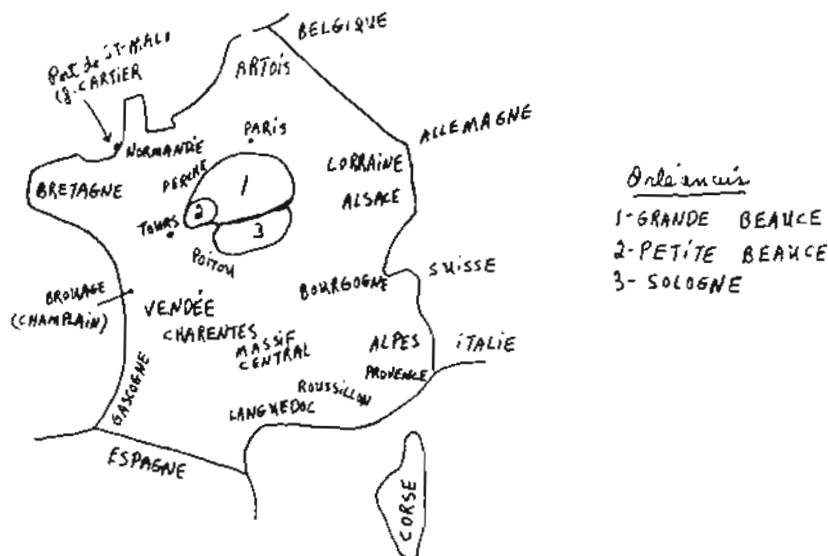 BELGIQUE
Port de ST-MALO
(J. CARTIER
ARTOIS
ALLEMAGNE
PARIS
NORMANDIE
LORRAINE
PERCHE
1
BRETAGNE
ALSACE
2
TOURS
3
POITOU
SUISSE
BOURGOGNE
BROUAGE
(CHAMPLAIN)
VENDÉE
CHARENTES
MASSIF
CENTRAL
ALPES
ITALIE
PROVENCE
ROUSSILLON
LANGUEDOC
GASCOGNE
ESPAGNE
CORSE
Orléanais
1-GRANDE BEAUCE
2-PETITE BEAUCE
3- SOLOGNE